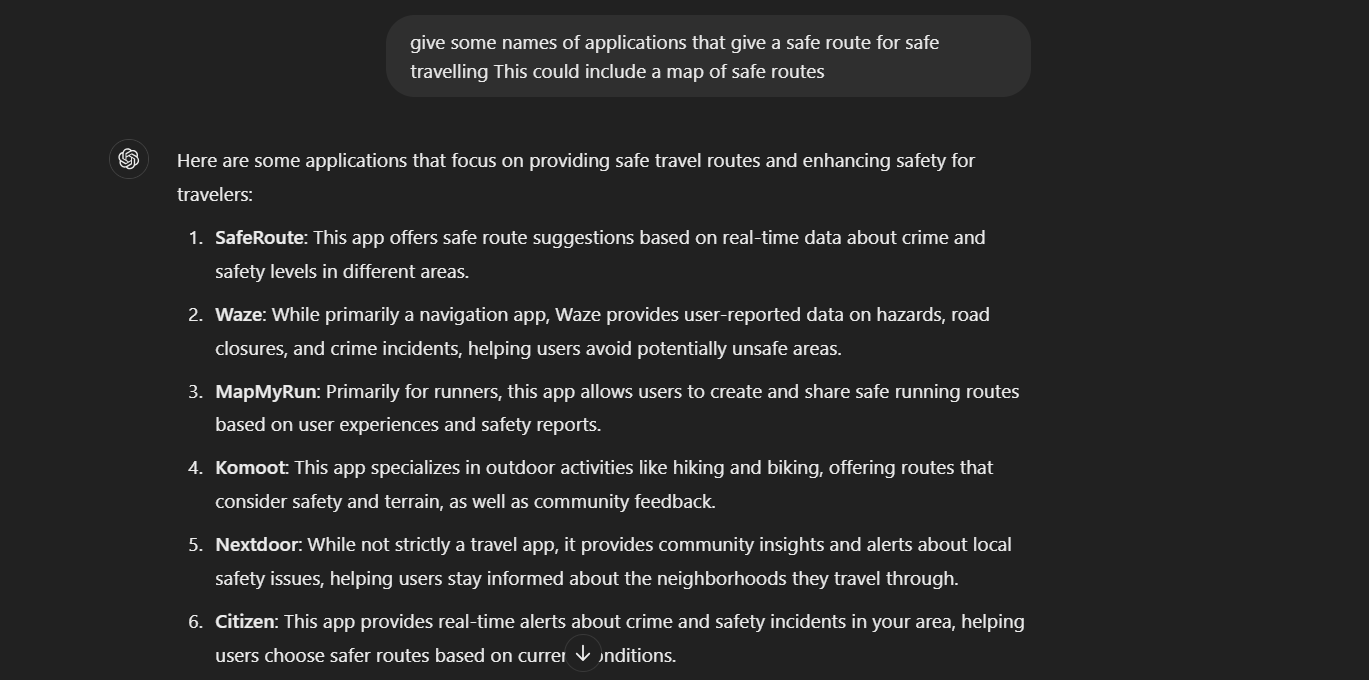 give some names of applications that give a safe route for safe
travelling This could include a map of safe routes
Here are some applications that focus on providing safe travel routes and enhancing safety for
travelers:
1. SafeRoute: This app offers safe route suggestions based on real-time data about crime and
safety levels in different areas.
2. Waze: While primarily a navigation app, Waze provides user-reported data on hazards, road
closures, and crime incidents, helping users avoid potentially unsafe areas.
3. MapMyRun: Primarily for runners, this app allows users to create and share safe running routes
based on user experiences and safety reports.
4. Komoot: This app specializes in outdoor activities like hiking and biking, offering routes that
consider safety and terrain, as well as community feedback.
5. Nextdoor: While not strictly a travel app, it provides community insights and alerts about local
safety issues, helping users stay informed about the neighborhoods they travel through.
6. Citizen: This app provides real-time alerts about crime and safety incidents in your area, helping
users choose safer routes based on